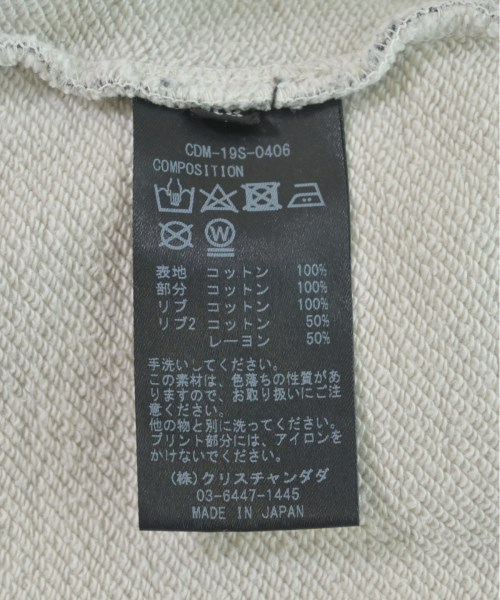 CDM-19S-0406
COMPOSITION
表地 コットン 100%
部分 コットン 100%
リブ コットン 100%
リブ2 コットン 50%
レーヨン 50%
手洗いしてください。
この素材は、色落ちの性質があ
りますので、お取り扱いにご注
意ください。
他の物と別に洗ってください。
プリント部分には、アイロンを
かけないでください。
(株)クリスチャンダダ
03-6447-1445
MADE IN JAPAN